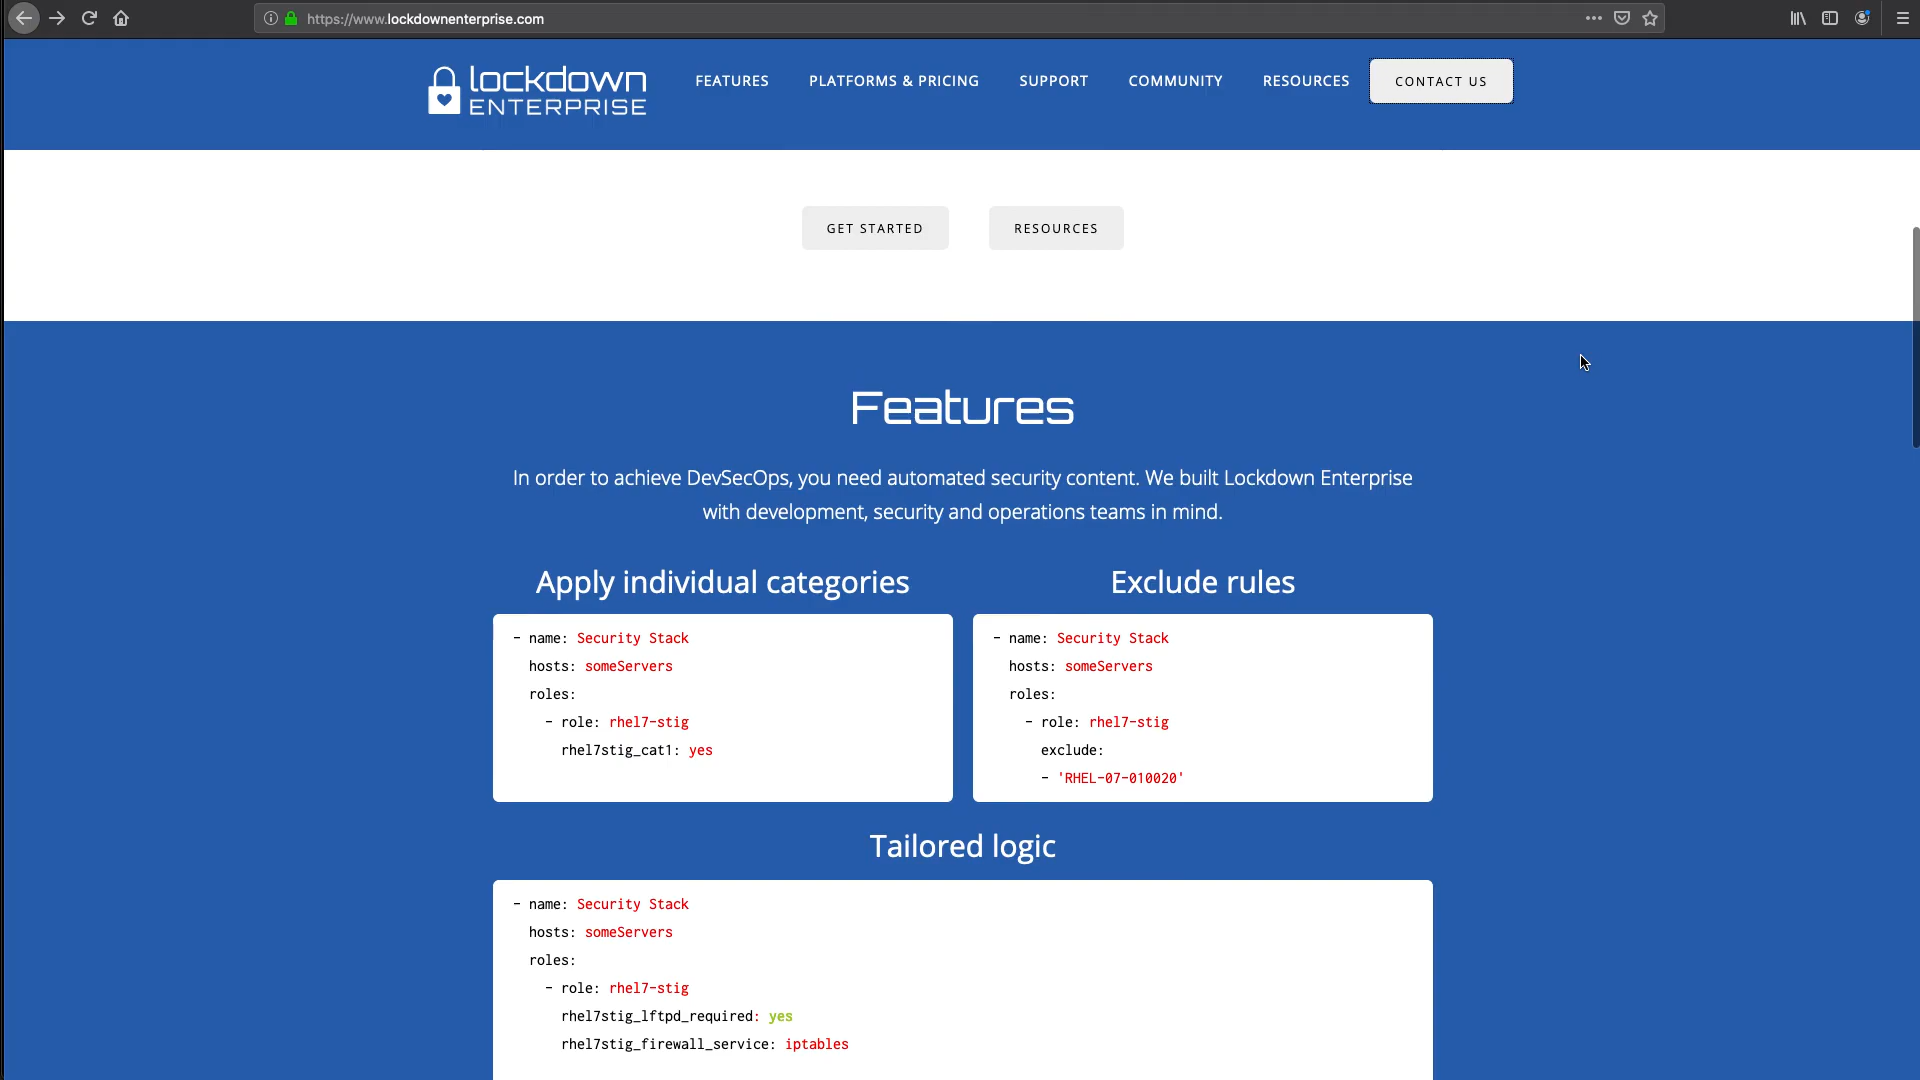 https://www.lockdownenterprise.com
lockdown
ENTERPRISE
FEATURES
PLATFORMS & PRICING
SUPPORT
COMMUNITY
RESOURCES
CONTACT US
GET STARTED
RESOURCES
Features
In order to achieve DevSecOps, you need automated security content. We built Lockdown Enterprise
with development, security and operations teams in mind.
Apply individual categories
- name: Security Stack
hosts: someServers
roles:
- role: rhel7-stig
rhel7stig_cat1: yes
Exclude rules
- name: Security Stack
hosts: someServers
roles:
- role: rhel7-stig
exclude:
- 'RHEL-07-010020'
Tailored logic
- name: Security Stack
hosts: someServers
roles:
- role: rhel7-stig
rhel7stig_lftpd_required: yes
rhel7stig_firewall_service: iptables